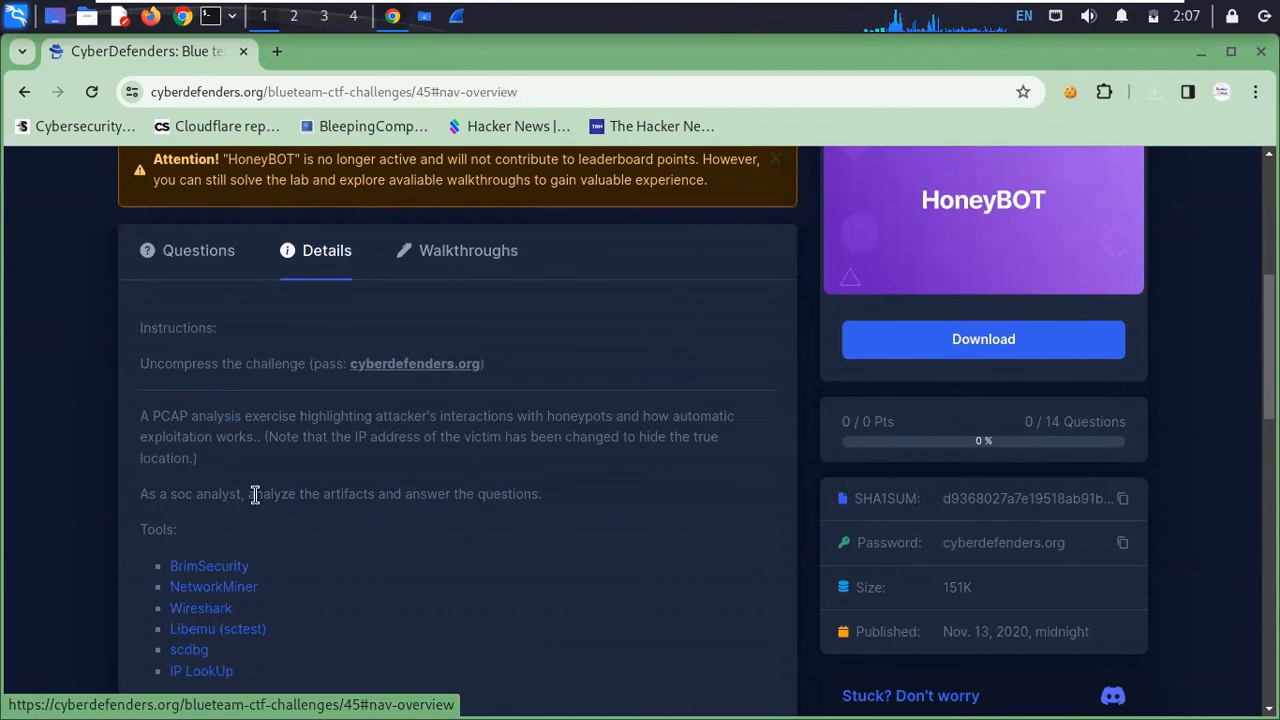 1
2
3
4
EN
2:07
CyberDefenders: Blue te
cyberdefenders.org/blueteam-ctf-challenges/45#nav-overview
Cybersecurity...
Cloudflare rep...
BleepingComp...
Hacker News |...
The Hacker Ne...
Attention! "HoneyBOT" is no longer active and will not contribute to leaderboard points. However,
you can still solve the lab and explore avaliable walkthroughs to gain valuable experience.
HoneyBOT
Questions
Details
Walkthroughs
Instructions:
Uncompress the challenge (pass: cyberdefenders.org)
A PCAP analysis exercise highlighting attacker's interactions with honeypots and how automatic
exploitation works.. (Note that the IP address of the victim has been changed to hide the true
location.)
As a soc analyst, analyze the artifacts and answer the questions.
Tools:
BrimSecurity
NetworkMiner
Wireshark
Libemu (sctest)
scdbg
IP LookUp
Download
0 / 0 Pts
0 / 14 Questions
0 %
SHA1SUM:
d9368027a7e19518ab91b...
Password:
cyberdefenders.org
Size:
151K
Published:
Nov. 13, 2020, midnight
Stuck? Don't worry
https://cyberdefenders.org/blueteam-ctf-challenges/45#nav-overview